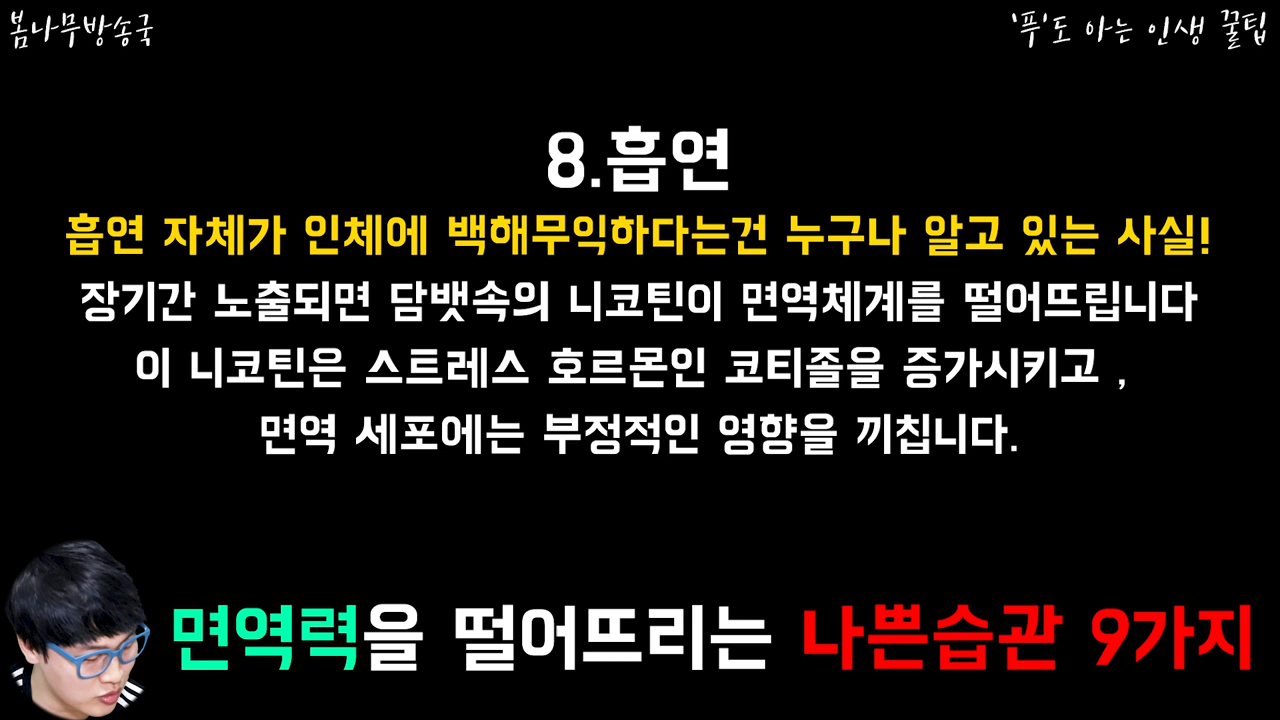 봄나무방송국
'푸'도 아는 인생 꿀팁
8.흡연
흡연 자체가 인체에 백해무익하다는건 누구나 알고 있는 사실!
장기간 노출되면 담뱃속의 니코틴이 면역체계를 떨어뜨립니다
이 니코틴은 스트레스 호르몬인 코티졸을 증가시키고 ,
면역 세포에는 부정적인 영향을 끼칩니다.
면역력을 떨어뜨리는 나쁜습관 9가지